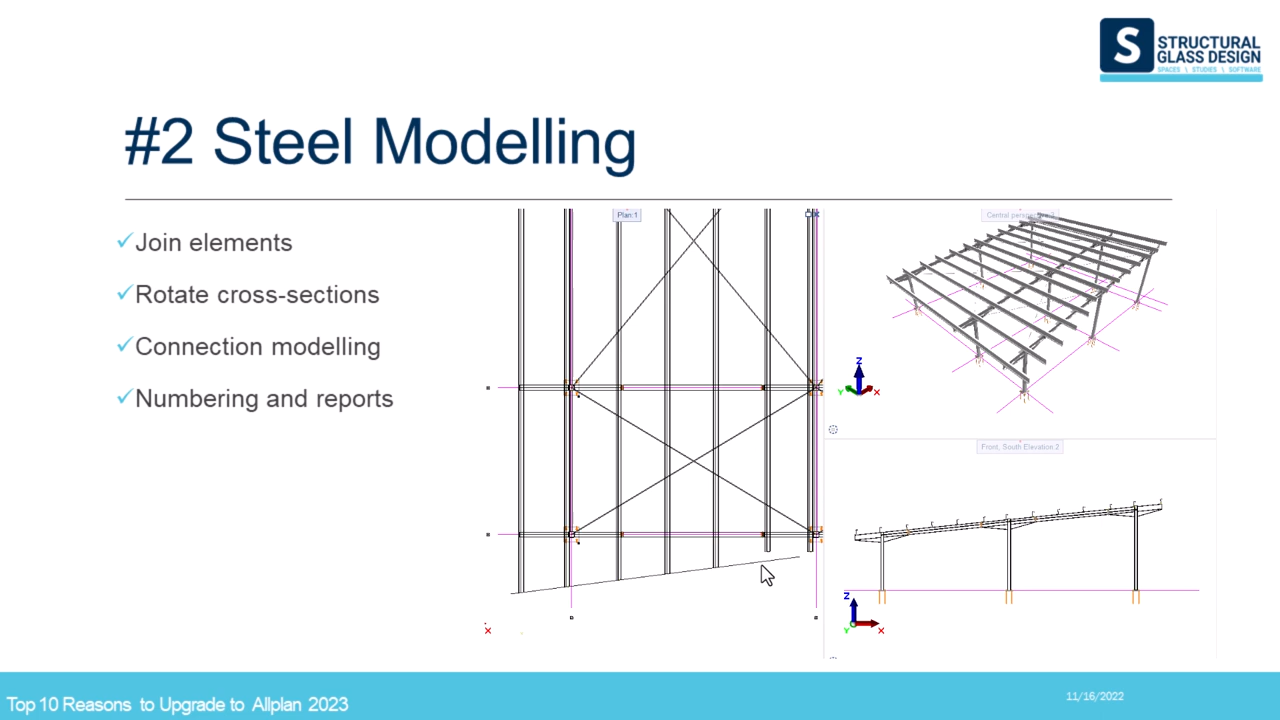 STRUCTURAL
GLASS DESIGN
SPACES \ STUDIES \ SOFTWARE
S
#2 Steel Modelling
Join elements
Rotate cross-sections
Connection modelling
Numbering and reports
Plan:1
Z
Y
X
Front, South Elevation:2
Z
Y
X
Top 10 Reasons to Upgrade to Allplan 2023
11/16/2022